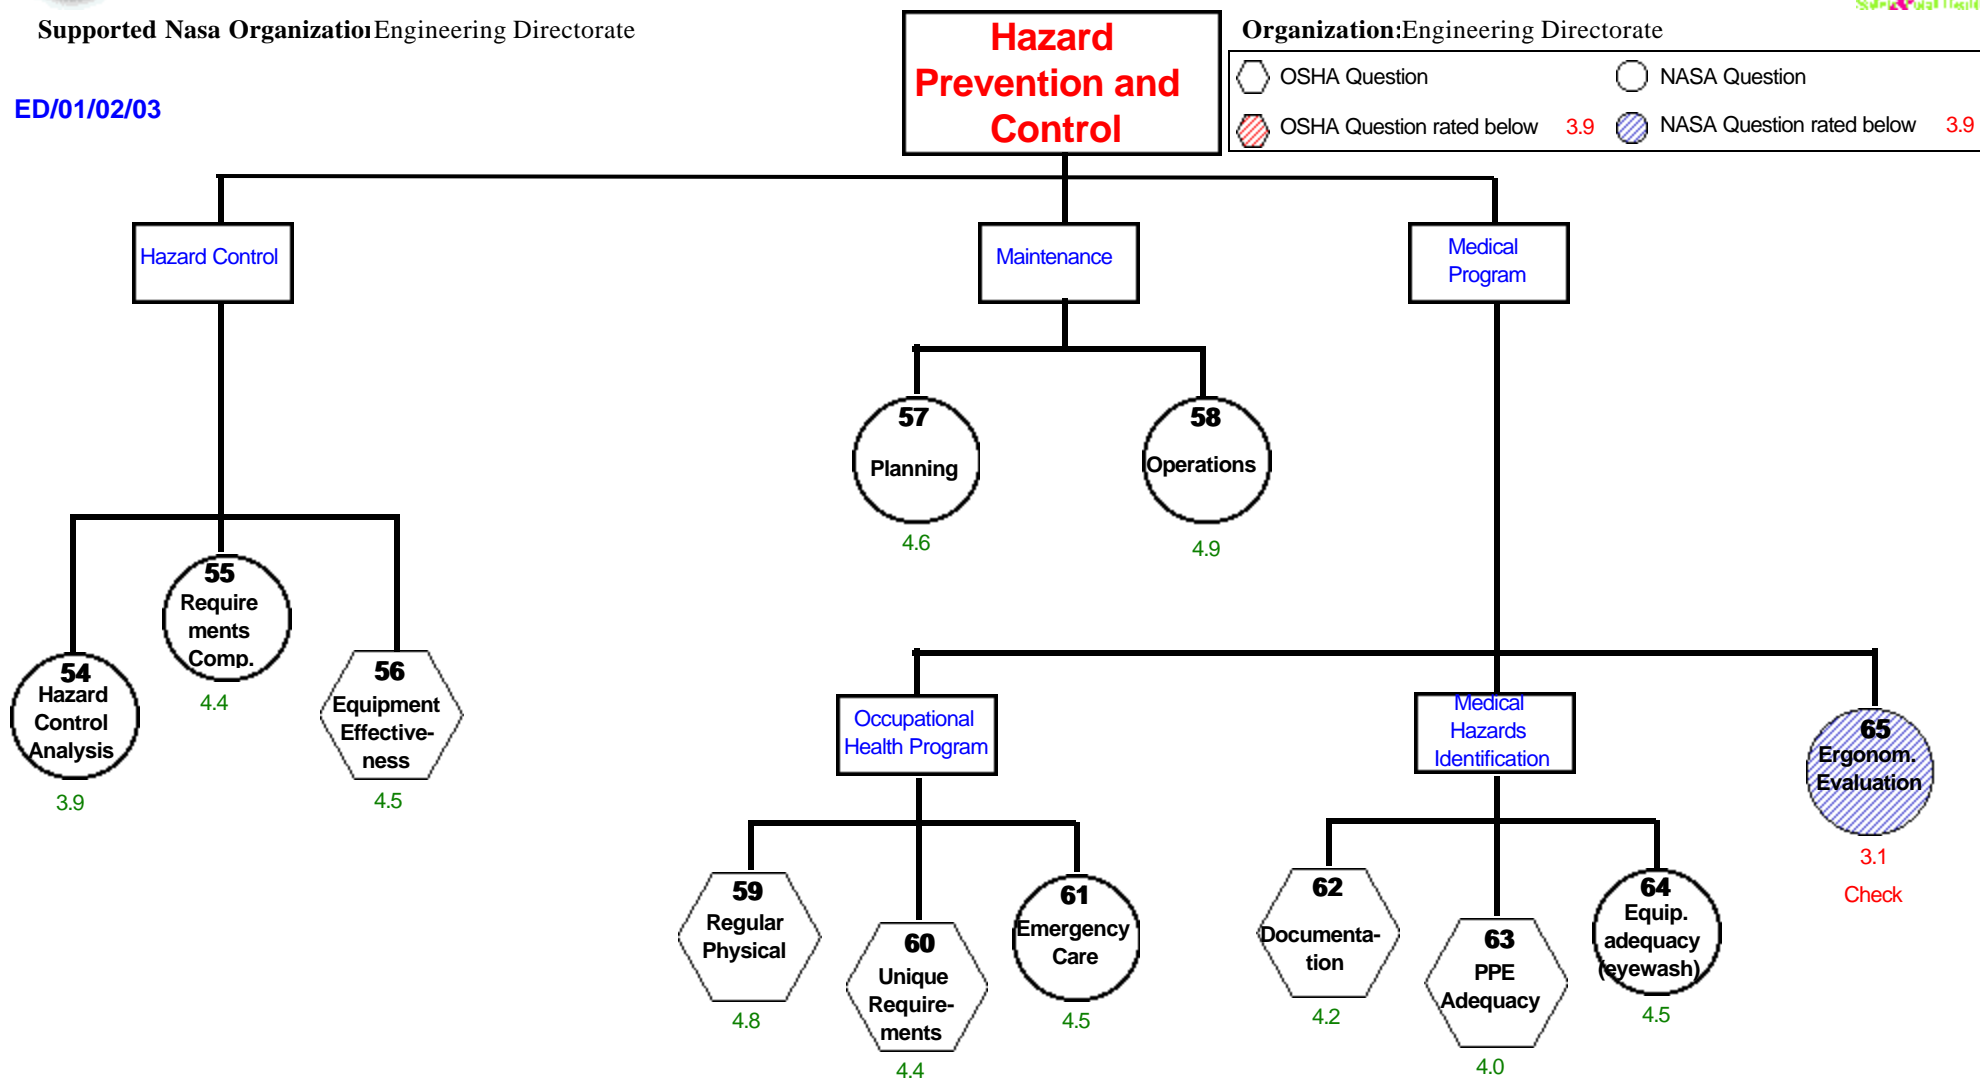 Supported Nasa Organization Engineering Directorate
Organization:Engineering Directorate
ED/01/02/03
Hazard
Prevention and
Control
OSHA Question
NASA Question
OSHA Question rated below 3.9
NASA Question rated below 3.9
Hazard Control
Maintenance
Medical
Program
57
Planning
4.6
58
Operations
4.9
54
Hazard
Control
Analysis
3.9
55
Require
ments
Comp.
4.4
56
Equipment
Effective-
ness
4.5
Occupational
Health Program
Medical
Hazards
Identification
65
Ergonom.
Evaluation
3.1
Check
59
Regular
Physical
4.8
60
Unique
Require-
ments
4.4
61
Emergency
Care
4.5
62
Documenta-
tion
4.2
63
PPE
Adequacy
4.0
64
Equip.
adequacy
(eyewash)
4.5